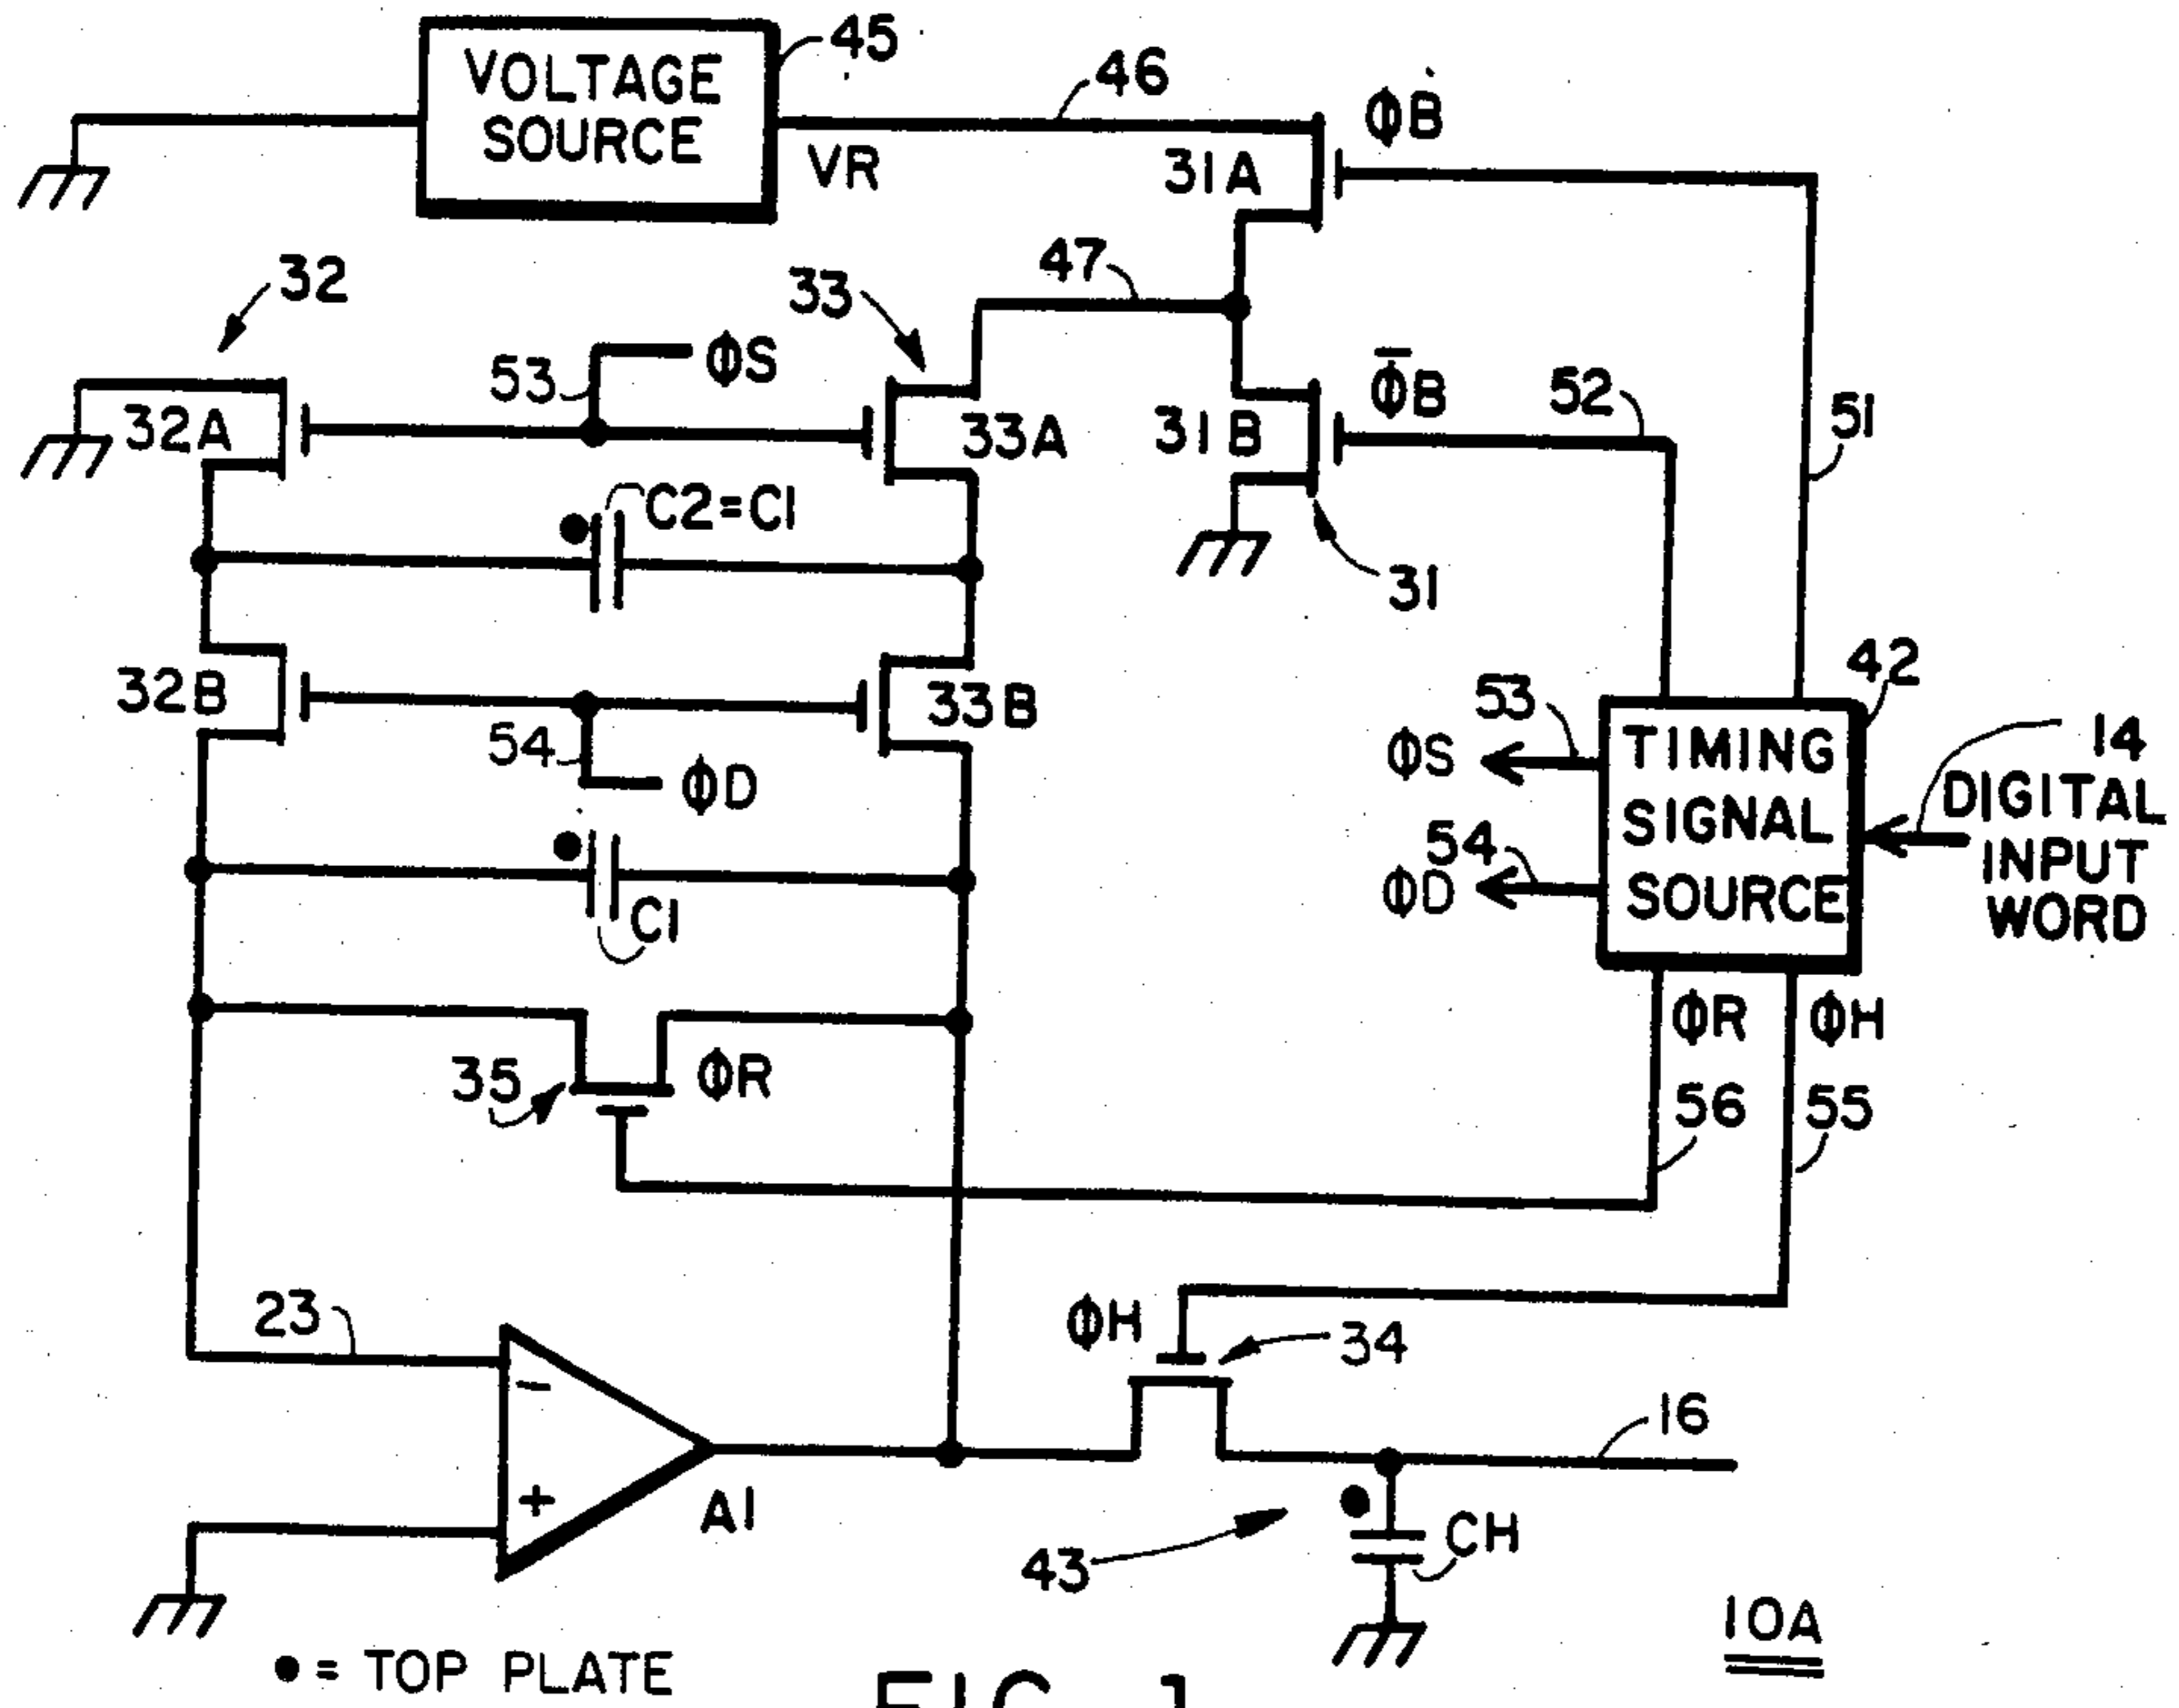 45
VOLTAGE
SOURCE
VR
46
ΦB
31A
32
33
47
53
ΦS
32A
33A
31B
Φ̅B
52
51
C2=C1
31
32B
33B
54
ΦD
42
53
ΦS
TIMING
SIGNAL
SOURCE
14
DIGITAL
INPUT
WORD
54
ΦD
C1
35
ΦR
ΦR
ΦH
56
55
23
ΦH
34
-
+
A1
16
43
CH
10A
● = TOP PLATE
FIG. 1